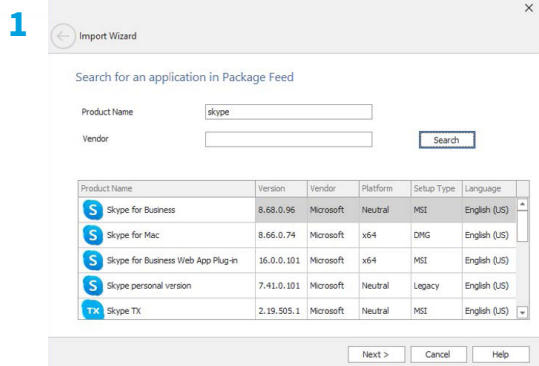 1
Import Wizard
Search for an application in Package Feed
Product Name skype
Vendor Search
Product Name Version Vendor Platform Setup Type Language
S Skype for Business 8.68.0.96 Microsoft Neutral MSI English (US)
S Skype for Mac 8.66.0.74 Microsoft x64 DMG English (US)
S Skype for Business Web App Plug-in 16.0.0.101 Microsoft x64 MSI English (US)
S Skype personal version 7.41.0.101 Microsoft Neutral Legacy English (US)
TX Skype TX 2.19.505.1 Microsoft Neutral MSI English (US)
Next > Cancel Help